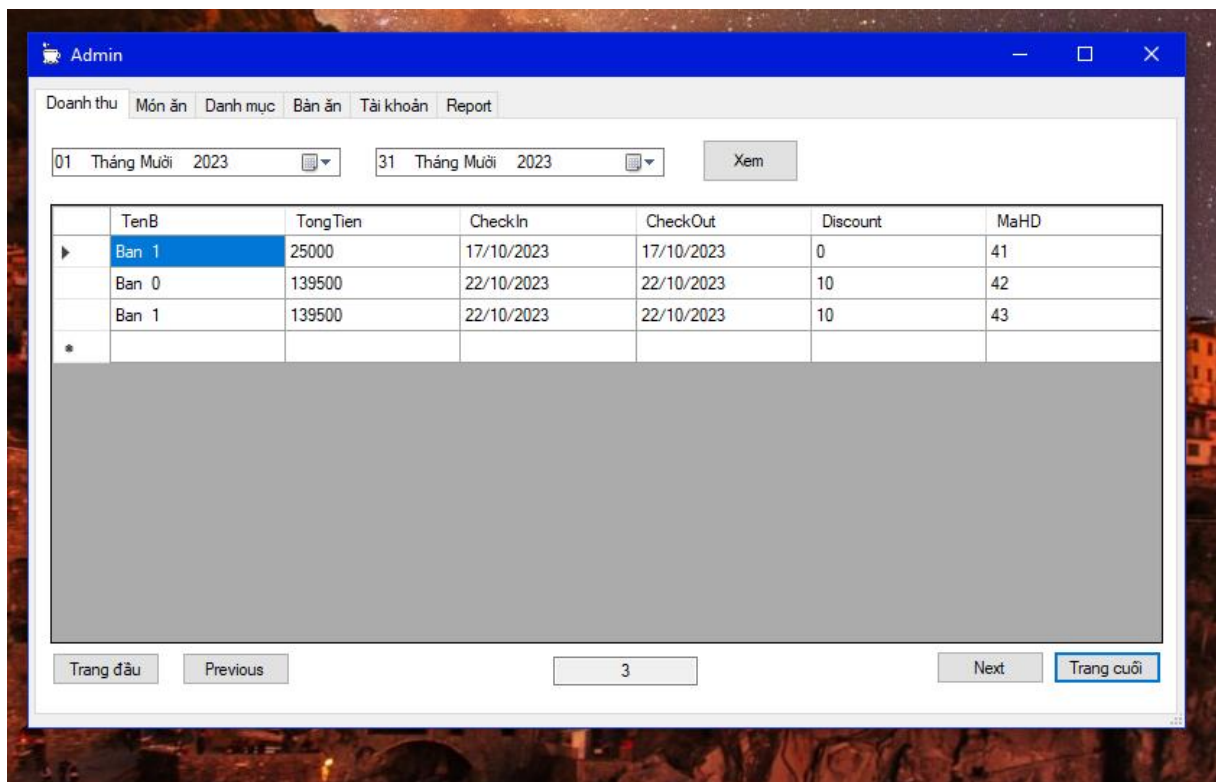 Admin
Doanh thu Món ăn Danh mục Bàn ăn Tài khoản Report
01 Tháng Mười 2023 31 Tháng Mười 2023 Xem
TenB TongTien CheckIn CheckOut Discount MaHD
Ban 1 25000 17/10/2023 17/10/2023 0 41
Ban 0 139500 22/10/2023 22/10/2023 10 42
Ban 1 139500 22/10/2023 22/10/2023 10 43
Trang đầu Previous 3 Next Trang cuối